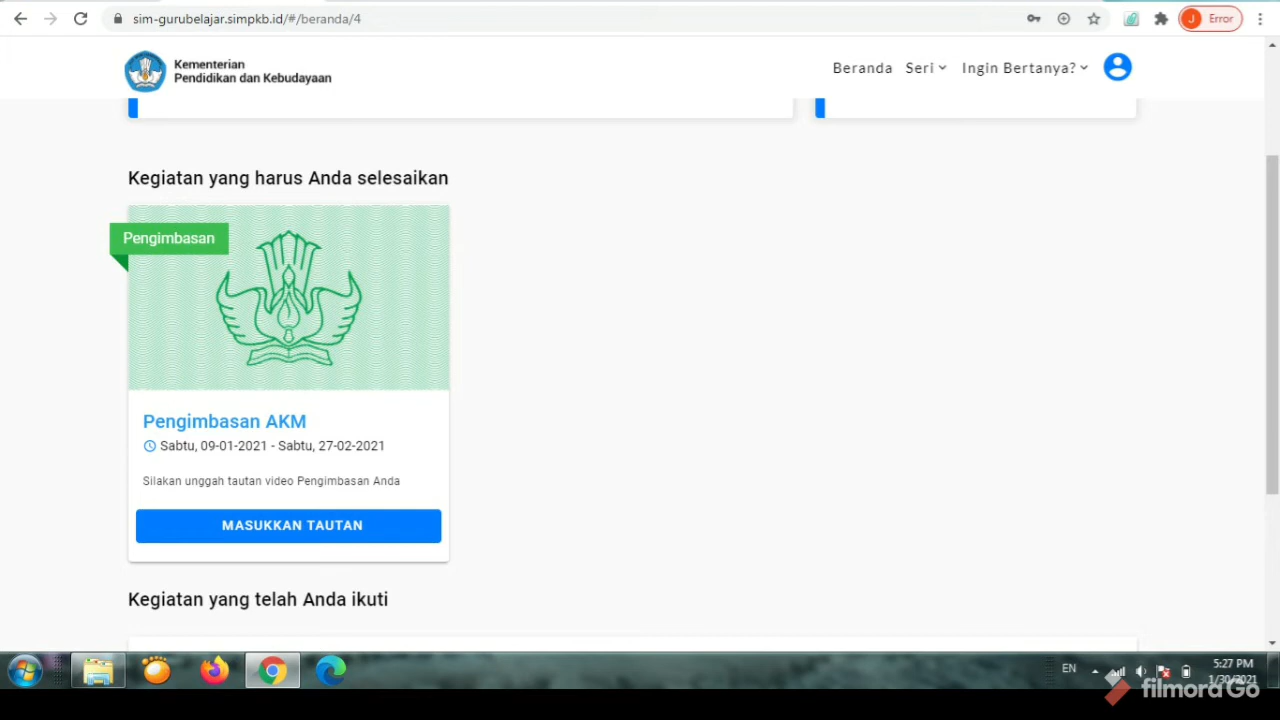 sim-gurubelajar.simpkb.id/#/beranda/4
J Error
Kementerian
Pendidikan dan Kebudayaan
Beranda Seri Ingin Bertanya?
Kegiatan yang harus Anda selesaikan
Pengimbasan
Pengimbasan AKM
Sabtu, 09-01-2021 - Sabtu, 27-02-2021
Silakan unggah tautan video Pengimbasan Anda
MASUKKAN TAUTAN
Kegiatan yang telah Anda ikuti
EN
5:27 PM
1/30/2021
filmoraGo